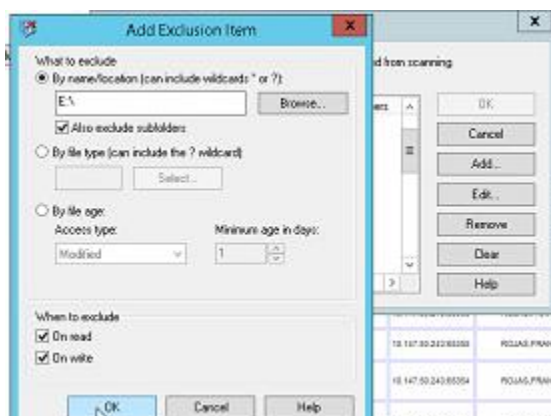 Add Exclusion Item
X
X
What to exclude
By name/location (can include wildcards * or ?):
E:\
Browse...
Also exclude subfolders
By file type (can include the ? wildcard)
Select...
By file age:
Access type:
Minimum age in days:
Modified
1
When to exclude
On read
On write
OK
Cancel
Help
d from scanning
OK
Cancel
Add...
Edit...
Remove
Clear
Help